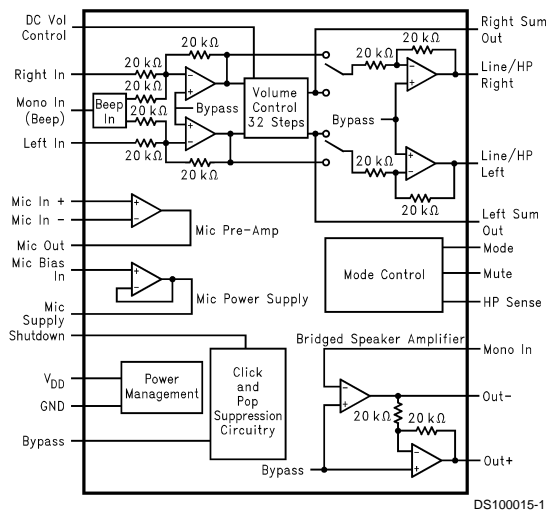 DC Vol
Control
Right In
Mono In
(Beep)
Left In
Mic In +
Mic In -
Mic Out
Mic Bias
In
Mic
Supply
Shutdown
VDD
GND
Bypass
20 kΩ
20 kΩ
20 kΩ
Beep
In
20 kΩ
20 kΩ
20 kΩ
Bypass
Volume
Control
32 Steps
20 kΩ
20 kΩ
Bypass
20 kΩ
20 kΩ
Right Sum
Out
Line/HP
Right
Line/HP
Left
Left Sum
Out
Mic Pre-Amp
Mic Power Supply
Mode Control
Mode
Mute
HP Sense
Power
Management
Click
and
Pop
Suppression
Circuitry
Bridged Speaker Amplifier
Mono In
Out-
20 kΩ
20 kΩ
Bypass
Out+
DS100015-1